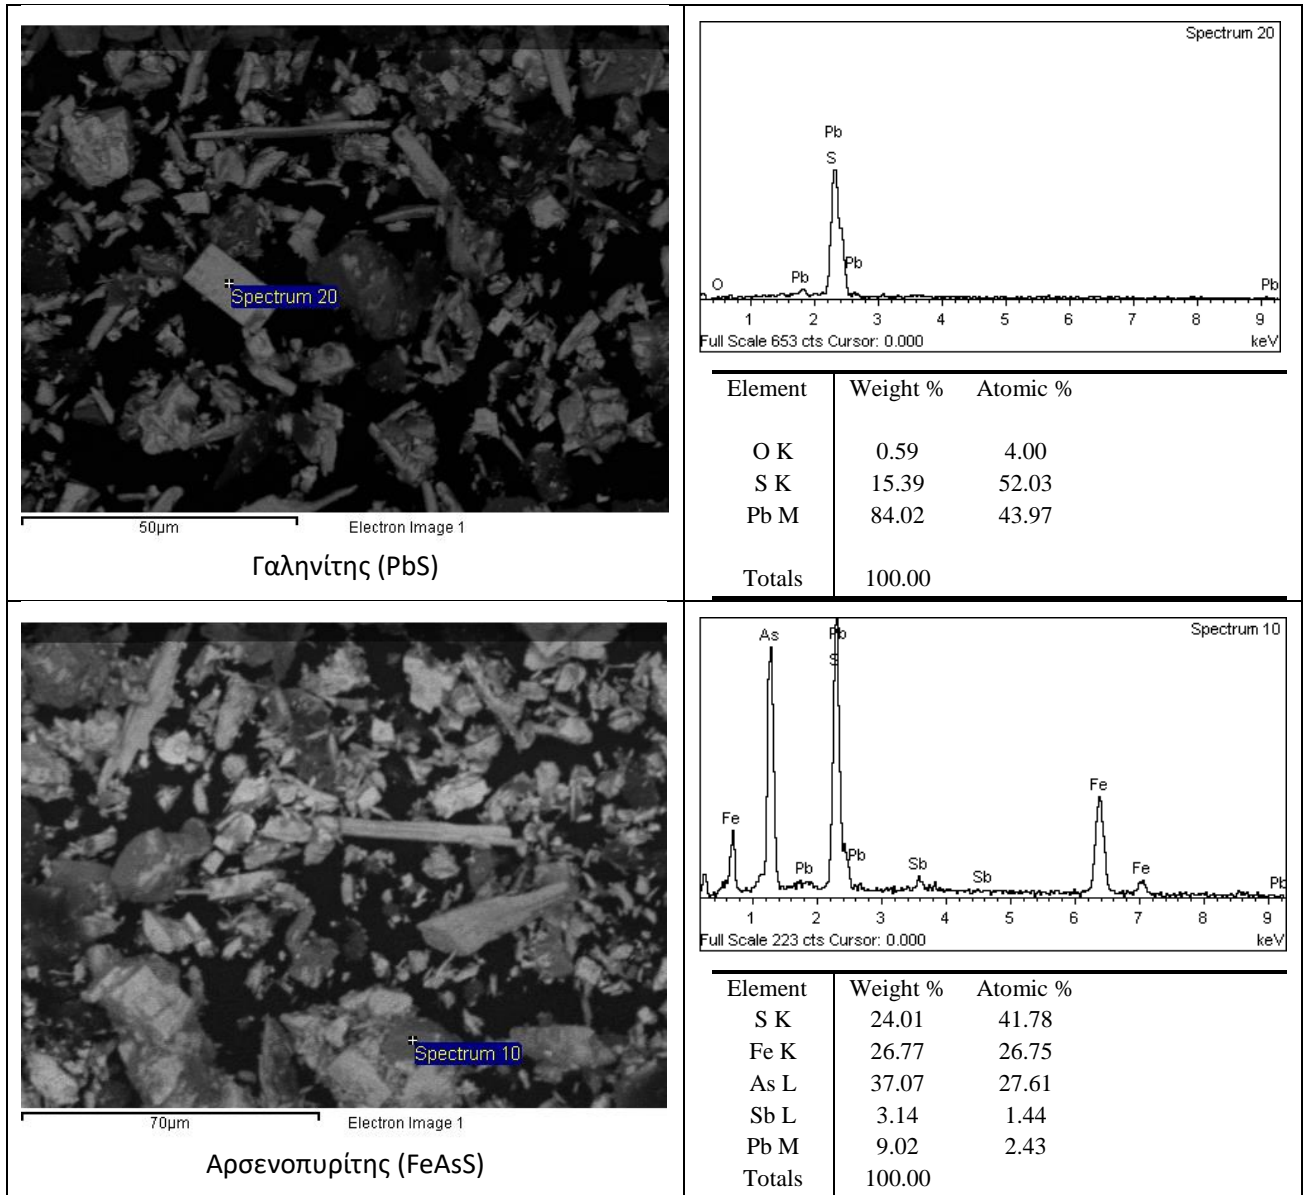 Spectrum 20
50µm Electron Image 1
Γαληνίτης (PbS)
Spectrum 20
Pb
S
Pb
Pb
O
Pb
1 2 3 4 5 6 7 8 9
Full Scale 653 cts Cursor: 0.000 keV
Element Weight % Atomic %
O K 0.59 4.00
S K 15.39 52.03
Pb M 84.02 43.97
Totals 100.00
Spectrum 10
70µm Electron Image 1
Αρσενοπυρίτης (FeAsS)
Spectrum 10
As
Pb
S
Fe
Fe
Pb
Pb
Sb
Sb
Fe
Pb
1 2 3 4 5 6 7 8 9
Full Scale 223 cts Cursor: 0.000 keV
Element Weight % Atomic %
S K 24.01 41.78
Fe K 26.77 26.75
As L 37.07 27.61
Sb L 3.14 1.44
Pb M 9.02 2.43
Totals 100.00